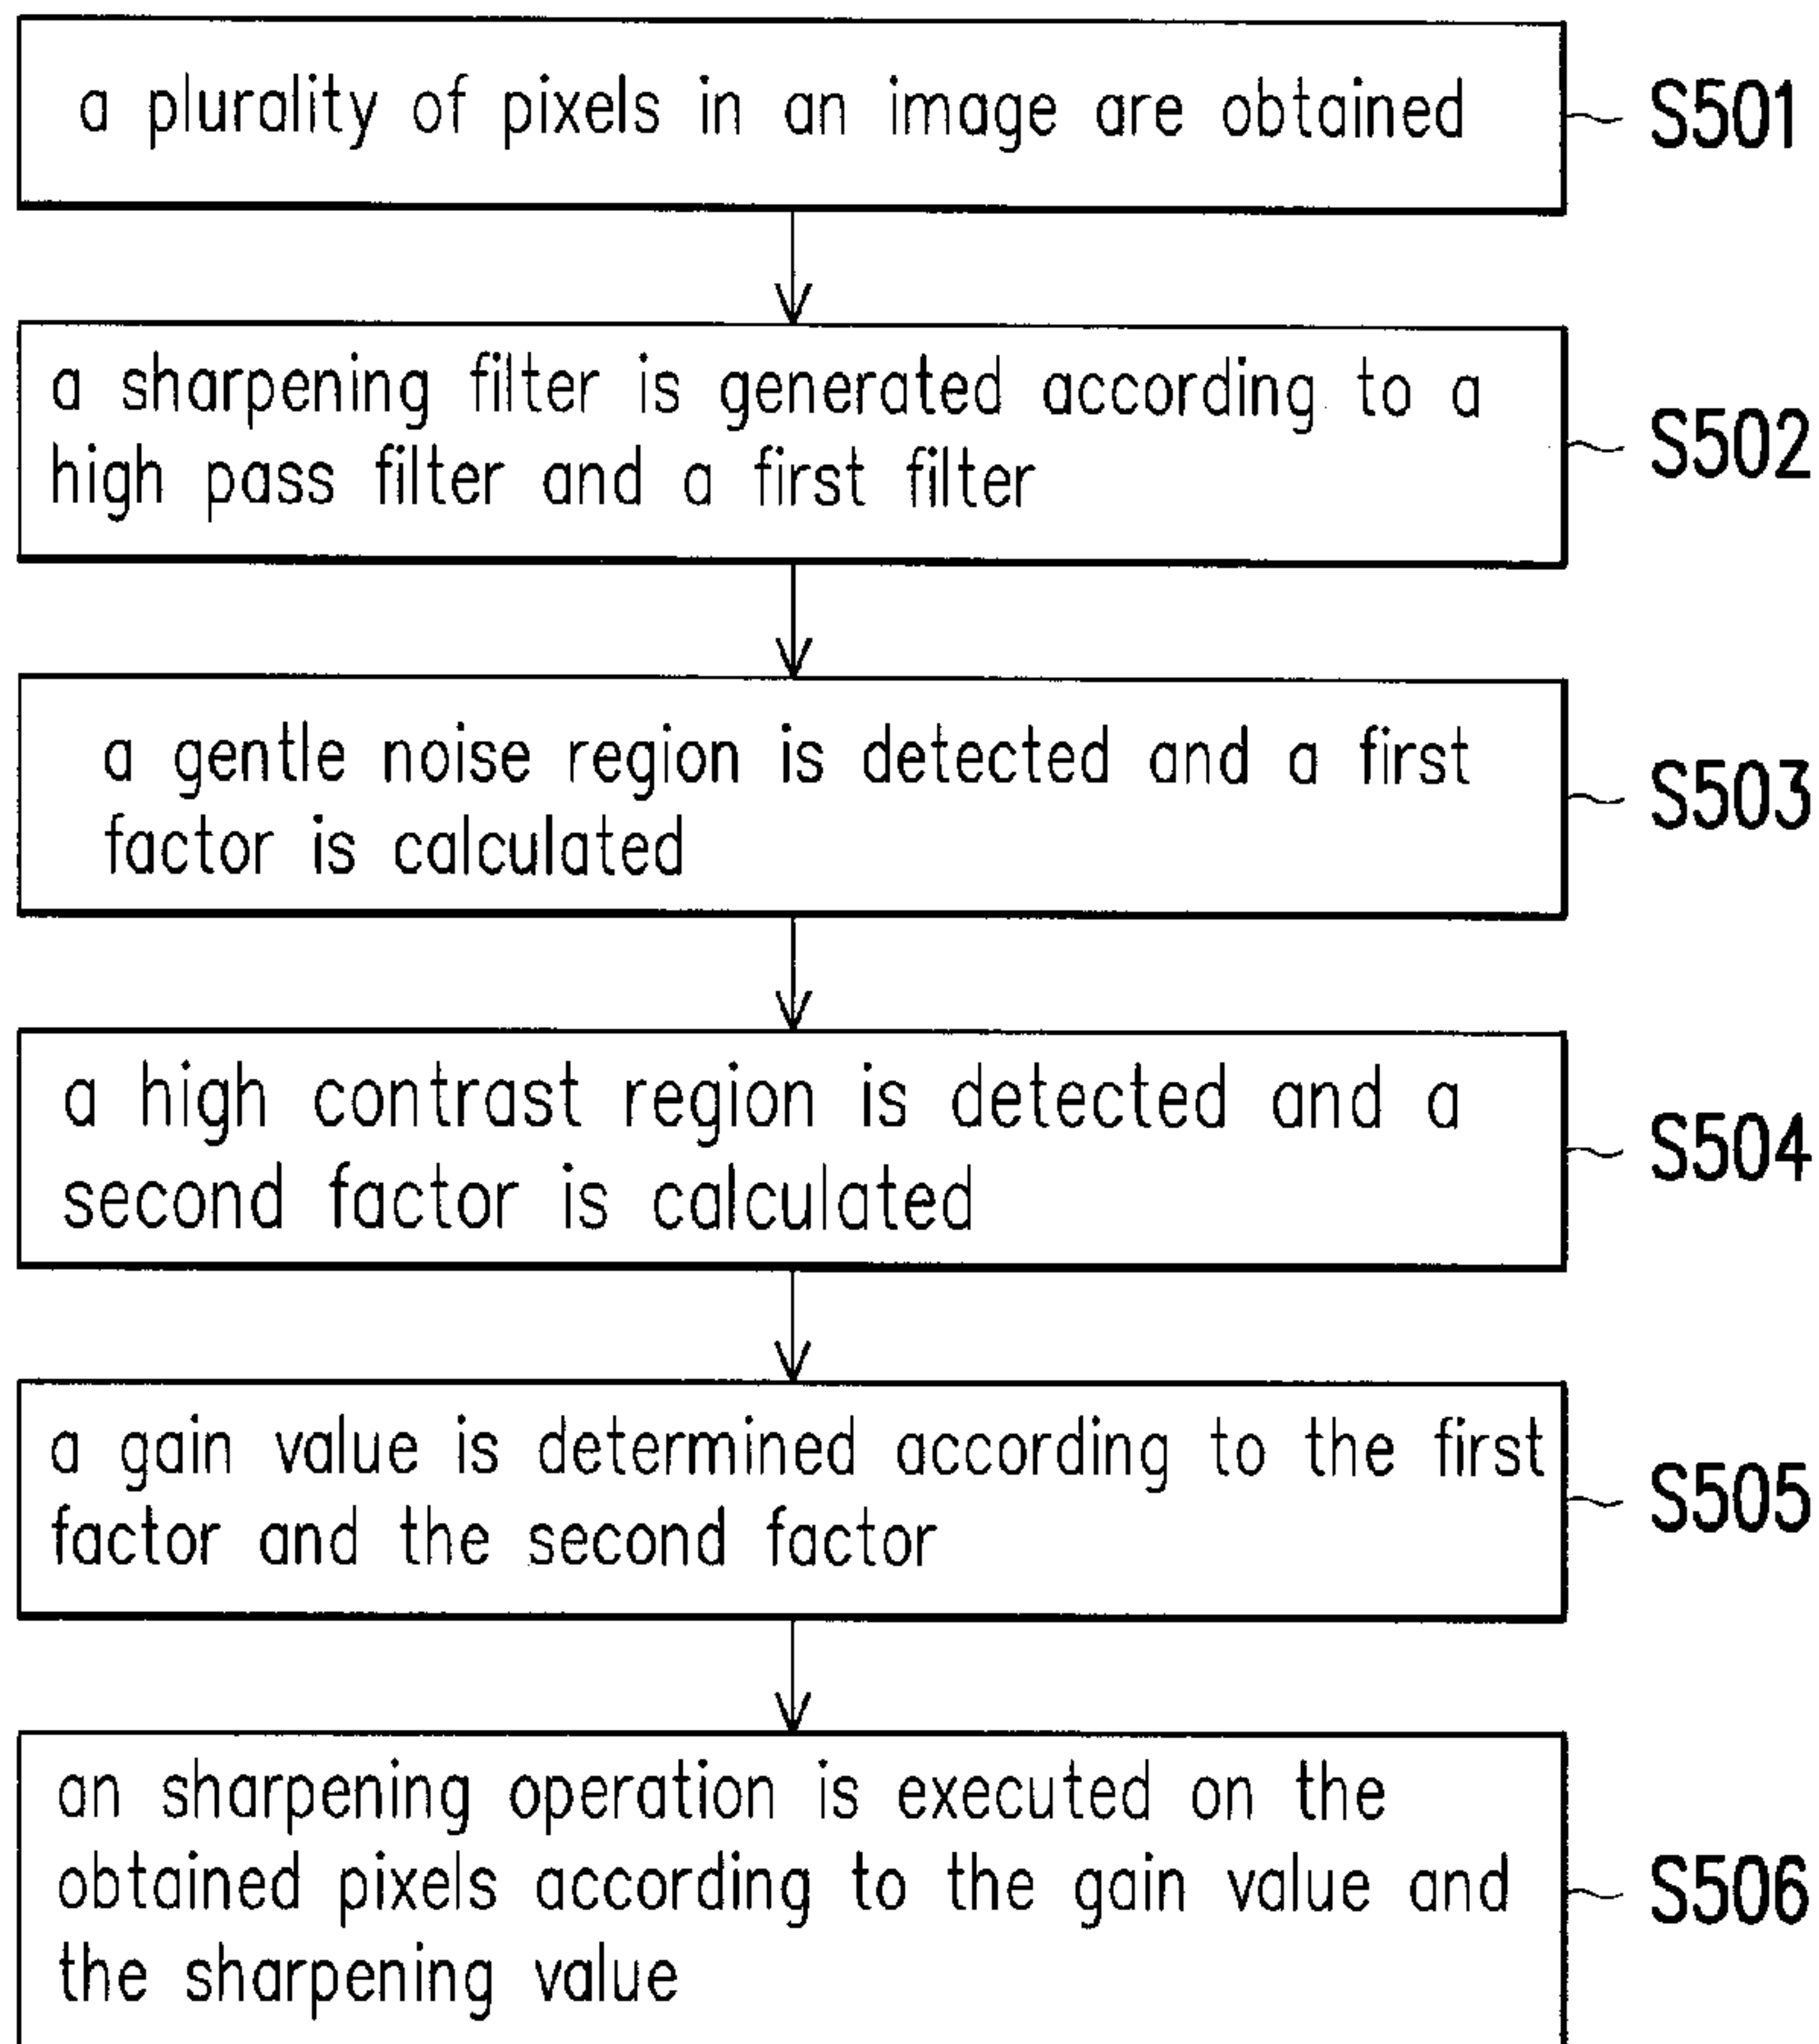 a plurality of pixels in an image are obtained
S501
a sharpening filter is generated according to a
high pass filter and a first filter
S502
a gentle noise region is detected and a first
factor is calculated
S503
a high contrast region is detected and a
second factor is calculated
S504
a gain value is determined according to the first
factor and the second factor
S505
an sharpening operation is executed on the
obtained pixels according to the gain value and
the sharpening value
S506